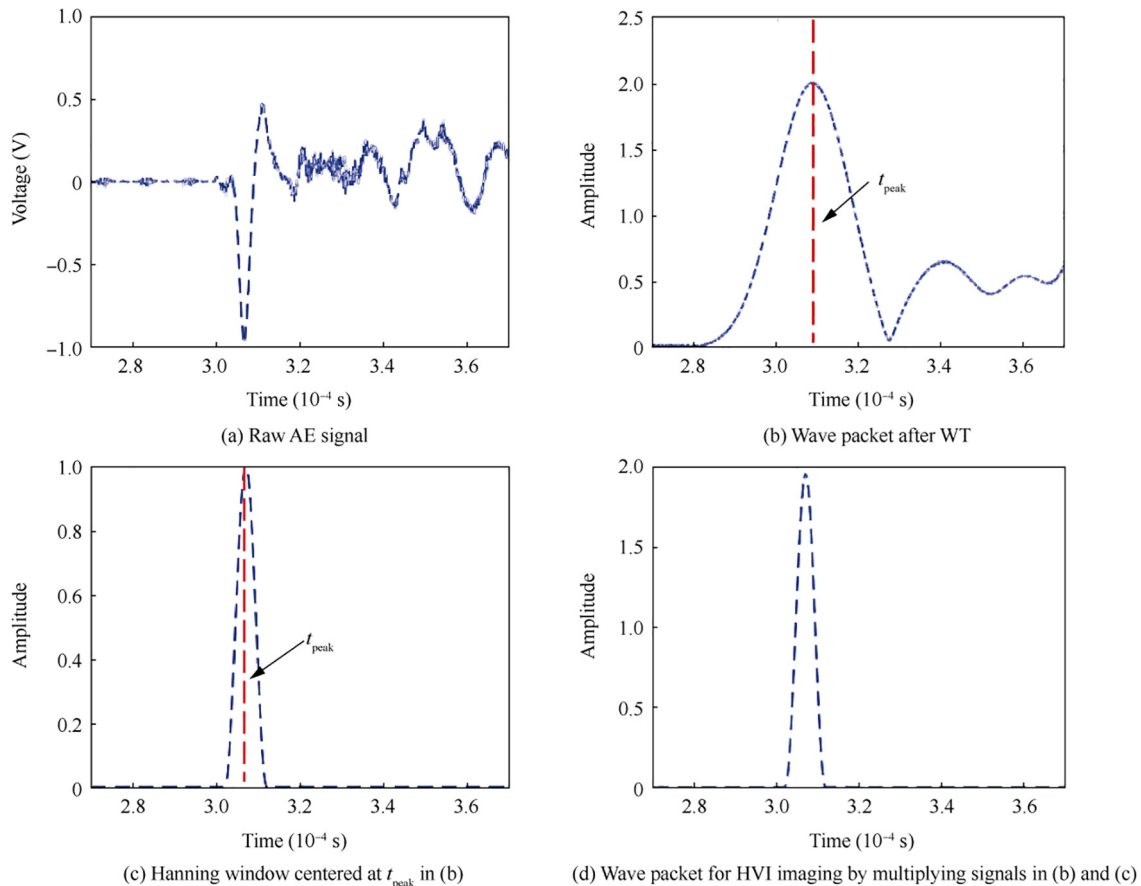 1.0
0.5
0
−0.5
−1.0
Voltage (V)
2.8 3.0 3.2 3.4 3.6
Time (10⁻⁴ s)
(a) Raw AE signal
2.5
2.0
1.5
1.0
0.5
0
Amplitude
t_peak
2.8 3.0 3.2 3.4 3.6
Time (10⁻⁴ s)
(b) Wave packet after WT
1.0
0.8
0.6
0.4
0.2
0
Amplitude
t_peak
2.8 3.0 3.2 3.4 3.6
Time (10⁻⁴ s)
(c) Hanning window centered at t_peak in (b)
2.0
1.5
1.0
0.5
0
Amplitude
2.8 3.0 3.2 3.4 3.6
Time (10⁻⁴ s)
(d) Wave packet for HVI imaging by multiplying signals in (b) and (c)